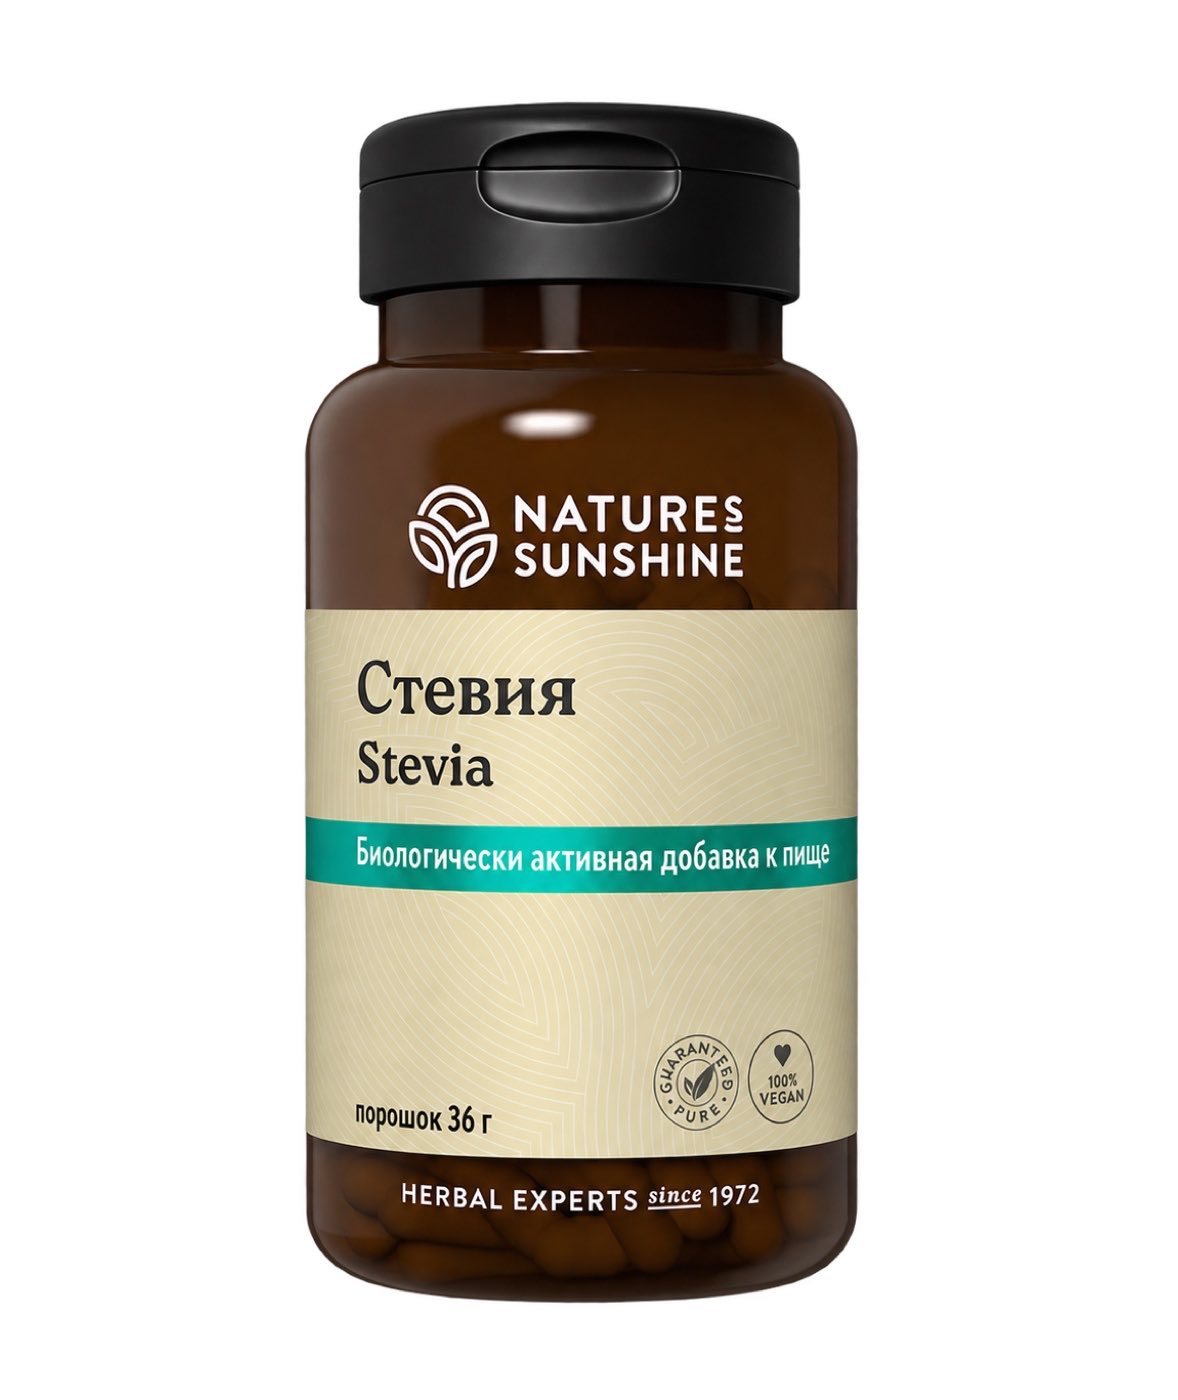 NATURES
SUNSHINE
Стевия
Stevia
Биологически активная добавка к пище
GUARANTEED
PURE
100%
VEGAN
порошок 36 г
HERBAL EXPERTS since 1972